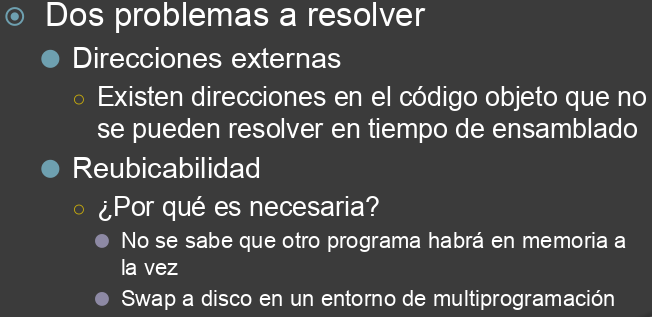 Dos problemas a resolver
Direcciones externas
Existen direcciones en el código objeto que no
se pueden resolver en tiempo de ensamblado
Reubicabilidad
¿Por qué es necesaria?
No se sabe que otro programa habrá en memoria a
la vez
Swap a disco en un entorno de multiprogramación